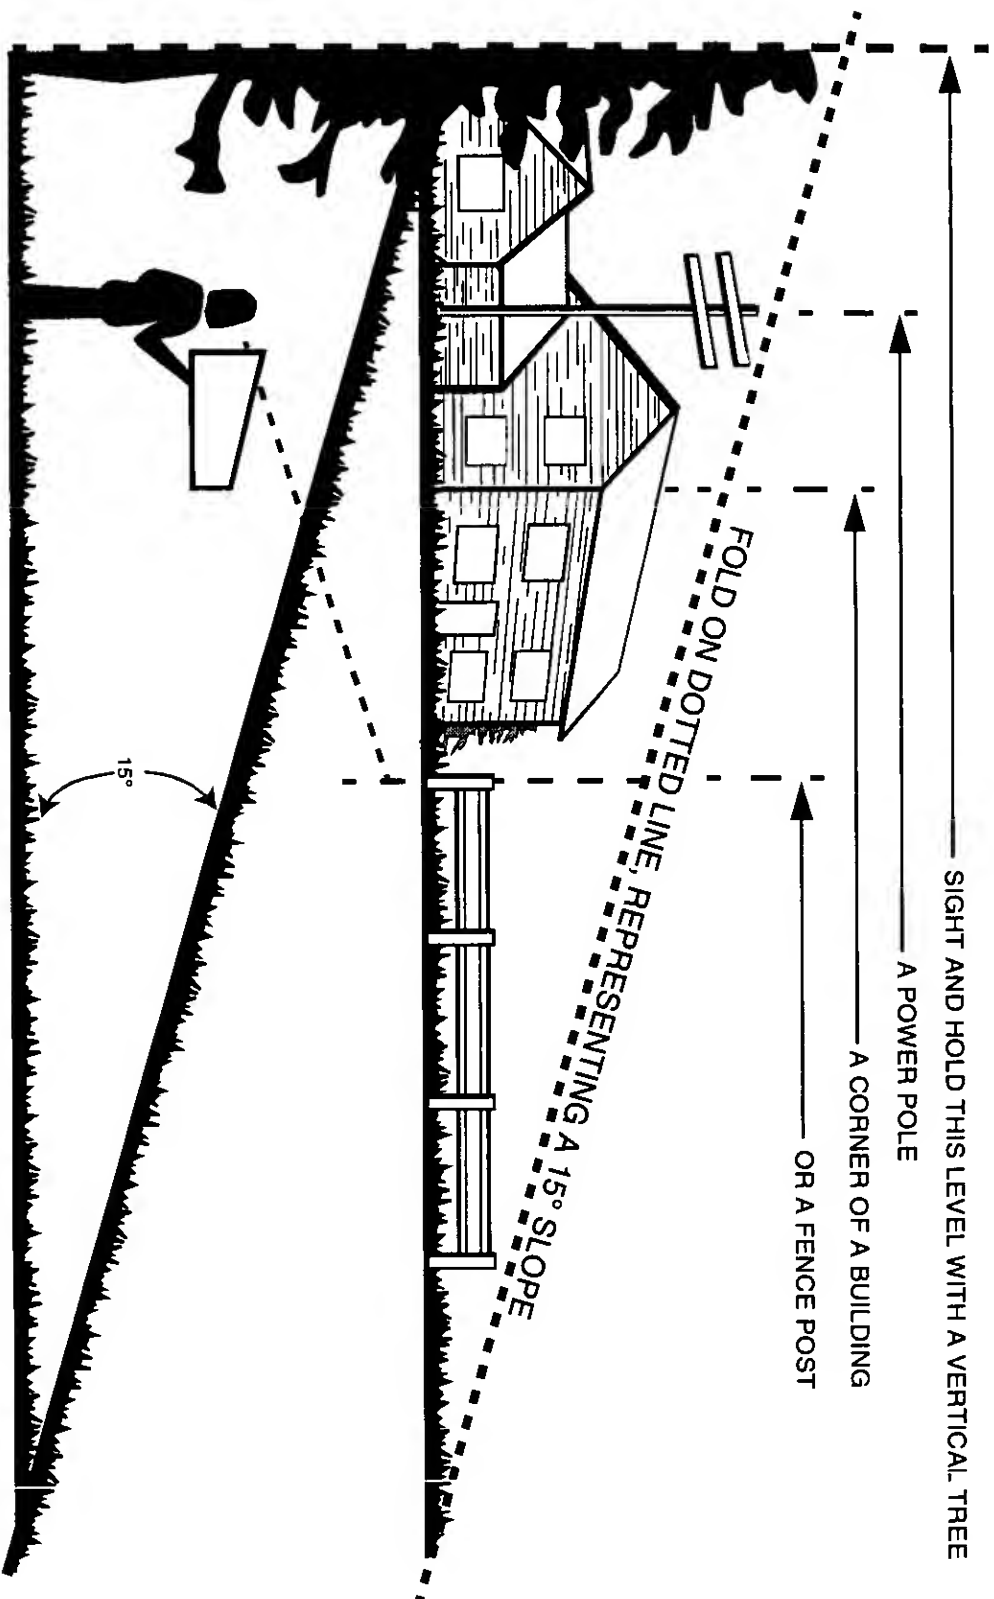 SIGHT AND HOLD THIS LEVEL WITH A VERTICAL TREE
A POWER POLE
A CORNER OF A BUILDING
OR A FENCE POST
FOLD ON DOTTED LINE, REPRESENTING A 15° SLOPE
15°